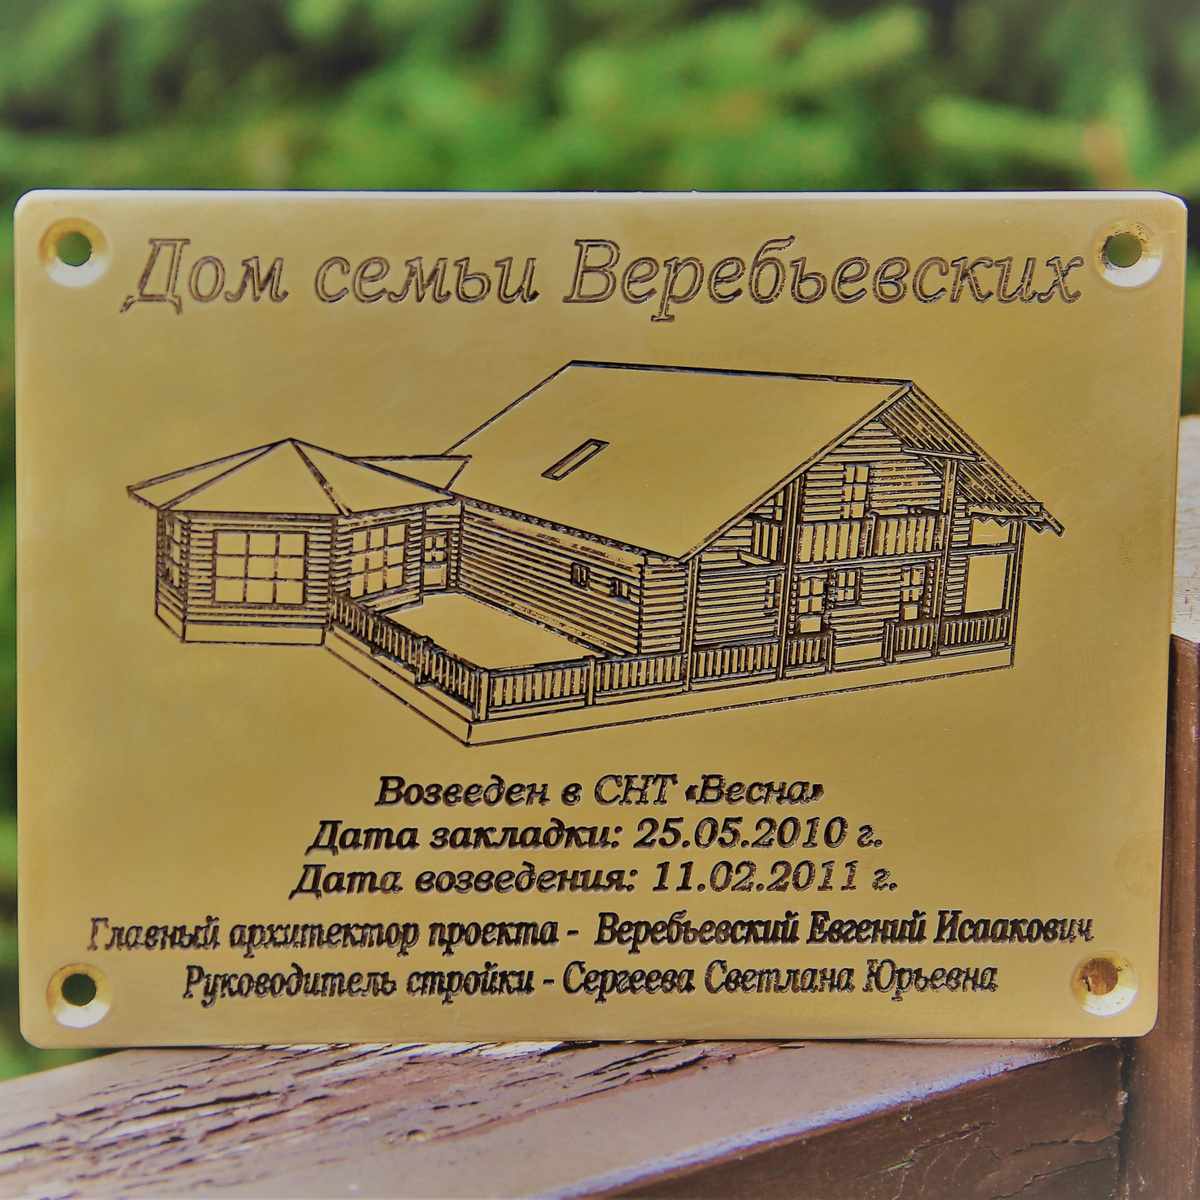 Дом семьи Веребьевских
Возведен в СНТ «Весна»
Дата закладки: 25.05.2010 г.
Дата возведения: 11.02.2011 г.
Главный архитектор проекта - Веребьевский Евгений Исаакович
Руководитель стройки - Сергеева Светлана Юрьевна